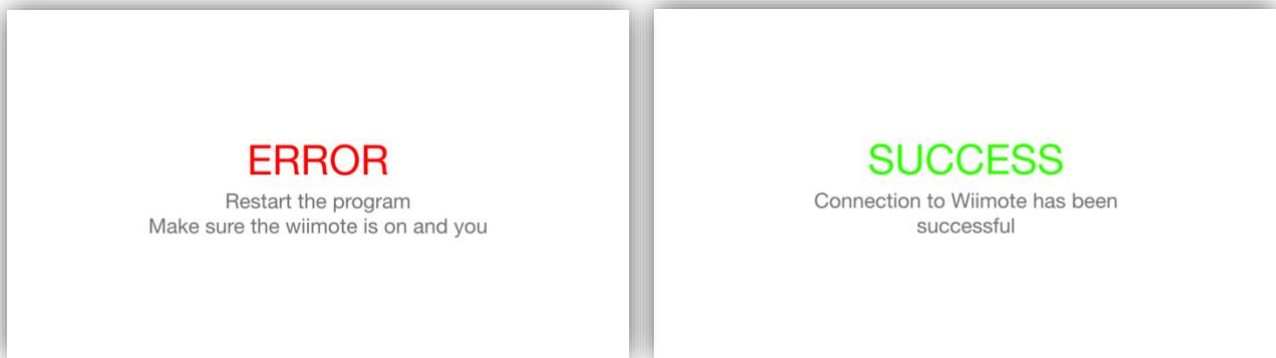 ERROR
Restart the program
Make sure the wiimote is on and you
SUCCESS
Connection to Wiimote has been
successful